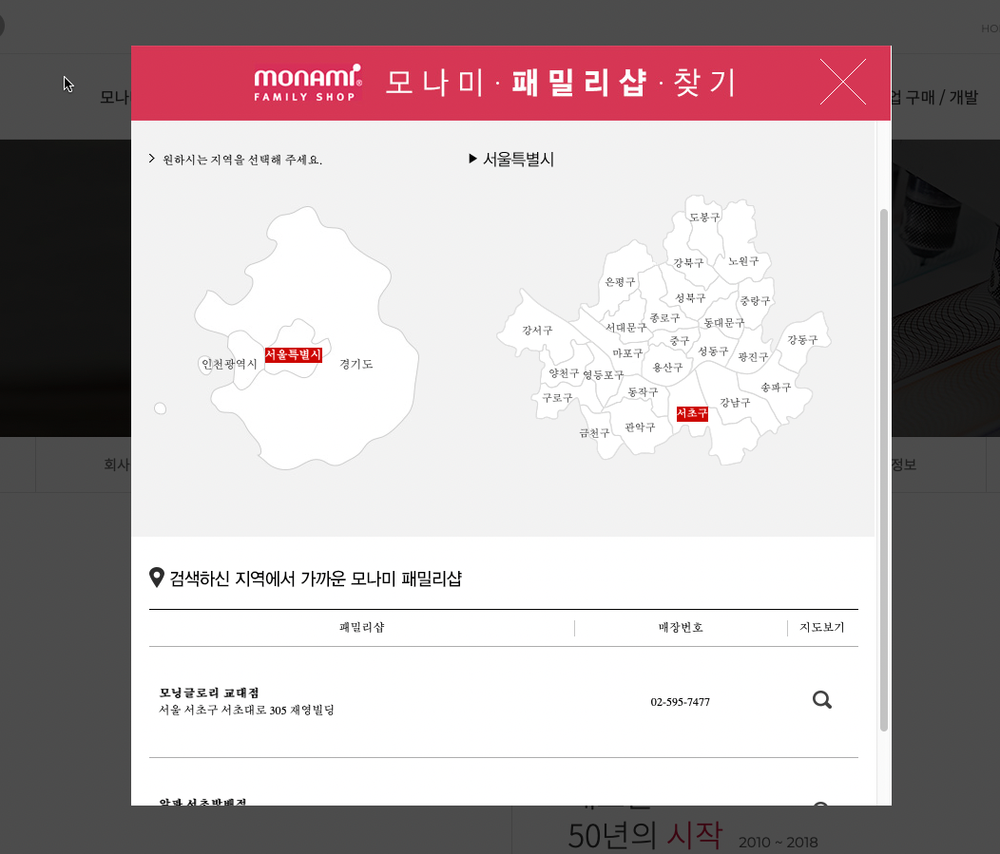 HO
모나
업 구매 / 개발
monami®
FAMILY SHOP
모나미·패밀리샵·찾기
원하시는 지역을 선택해 주세요.
서울특별시
인천광역시
서울특별시
경기도
도봉구
강북구
노원구
은평구
성북구
중랑구
종로구
동대문구
강서구
서대문구
중구
강동구
마포구
성동구
광진구
용산구
양천구
영등포구
송파구
동작구
구로구
강남구
서초구
관악구
금천구
회사
정보
검색하신 지역에서 가까운 모나미 패밀리샵
패밀리샵
매장번호
지도보기
모닝글로리 교대점
서울 서초구 서초대로 305 재영빌딩
02-595-7477
알파 서초방배점
50년의 시작
2010 ~ 2018